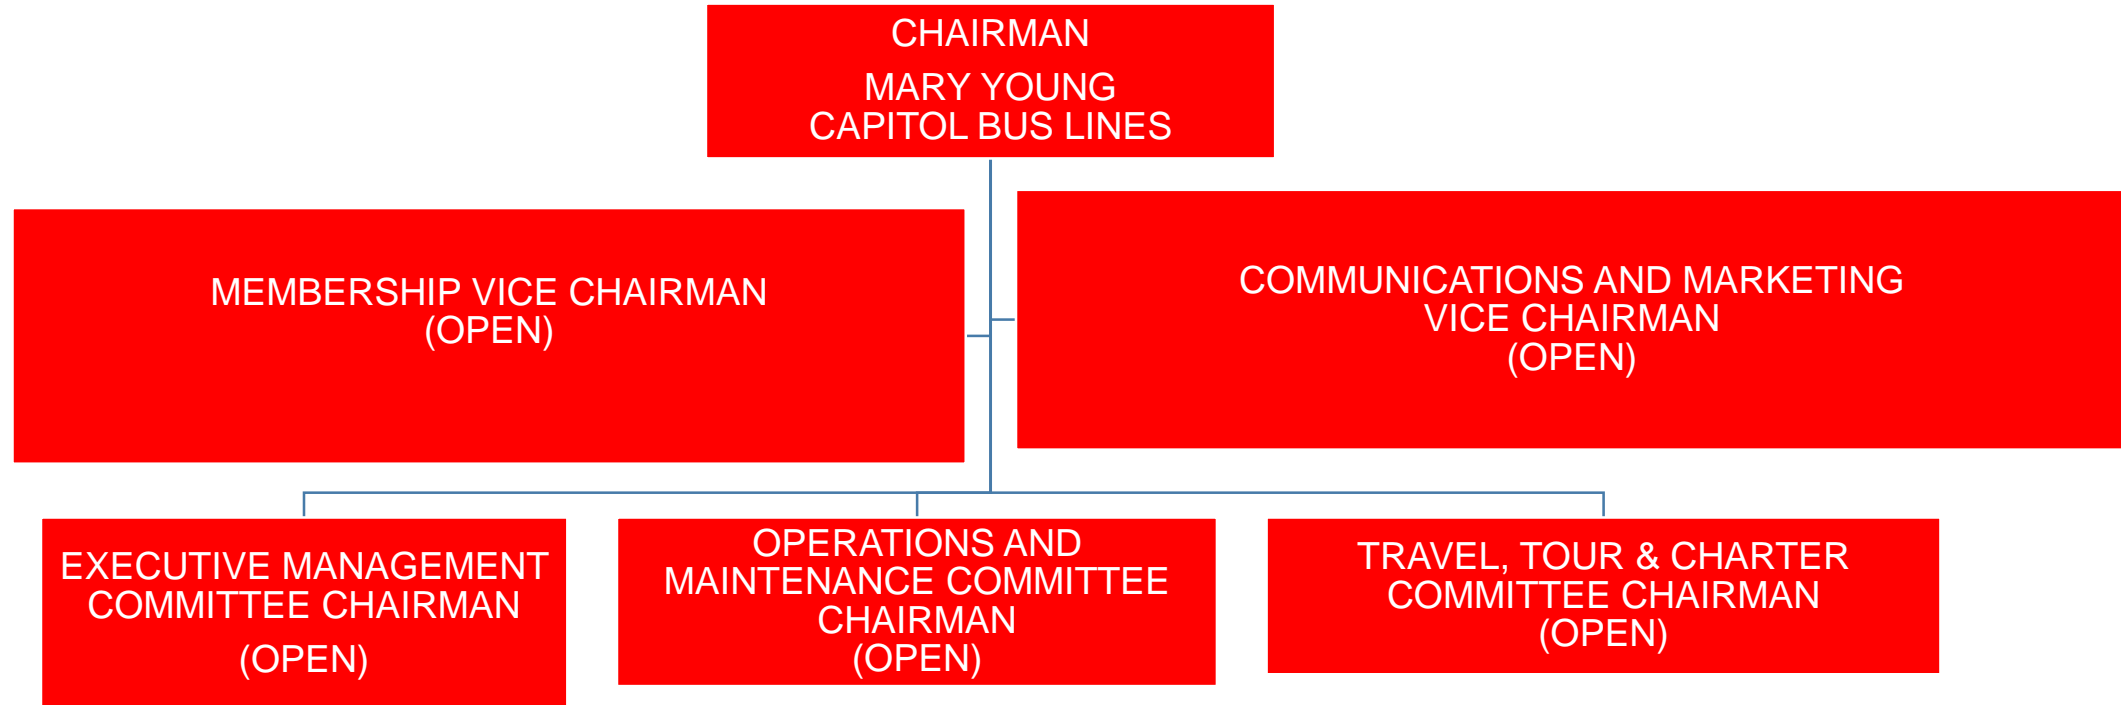 CHAIRMAN
MARY YOUNG
CAPITOL BUS LINES
MEMBERSHIP VICE CHAIRMAN
(OPEN)
COMMUNICATIONS AND MARKETING
VICE CHAIRMAN
(OPEN)
EXECUTIVE MANAGEMENT
COMMITTEE CHAIRMAN
(OPEN)
OPERATIONS AND
MAINTENANCE COMMITTEE
CHAIRMAN
(OPEN)
TRAVEL, TOUR & CHARTER
COMMITTEE CHAIRMAN
(OPEN)